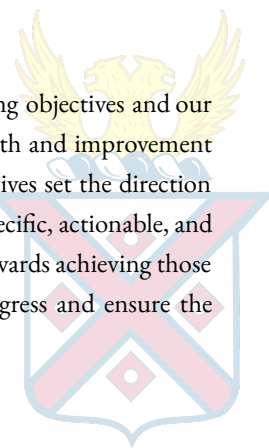 ng objectives and our
th and improvement
ives set the direction
ecific, actionable, and
wards achieving those
gress and ensure the